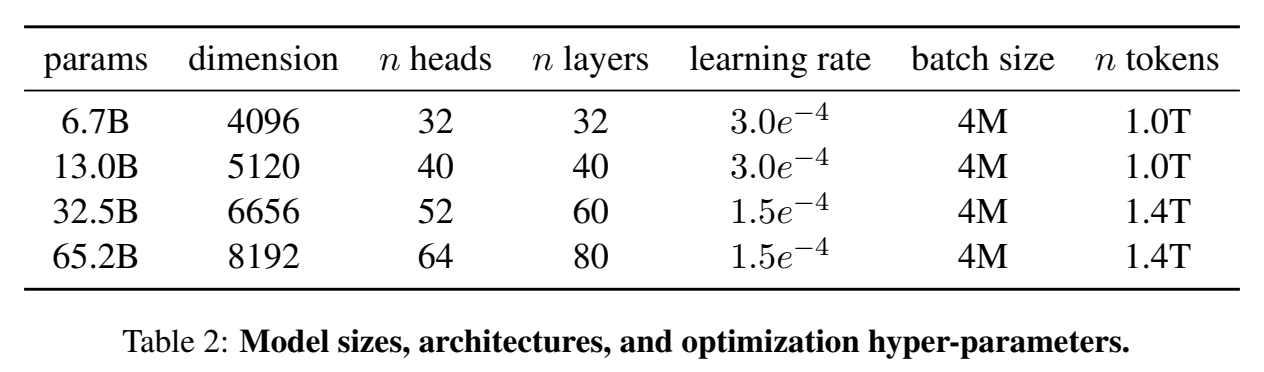 params dimension n heads n layers learning rate batch size n tokens
6.7B 4096 32 32 3.0e⁻⁴ 4M 1.0T
13.0B 5120 40 40 3.0e⁻⁴ 4M 1.0T
32.5B 6656 52 60 1.5e⁻⁴ 4M 1.4T
65.2B 8192 64 80 1.5e⁻⁴ 4M 1.4T
Table 2: Model sizes, architectures, and optimization hyper-parameters.